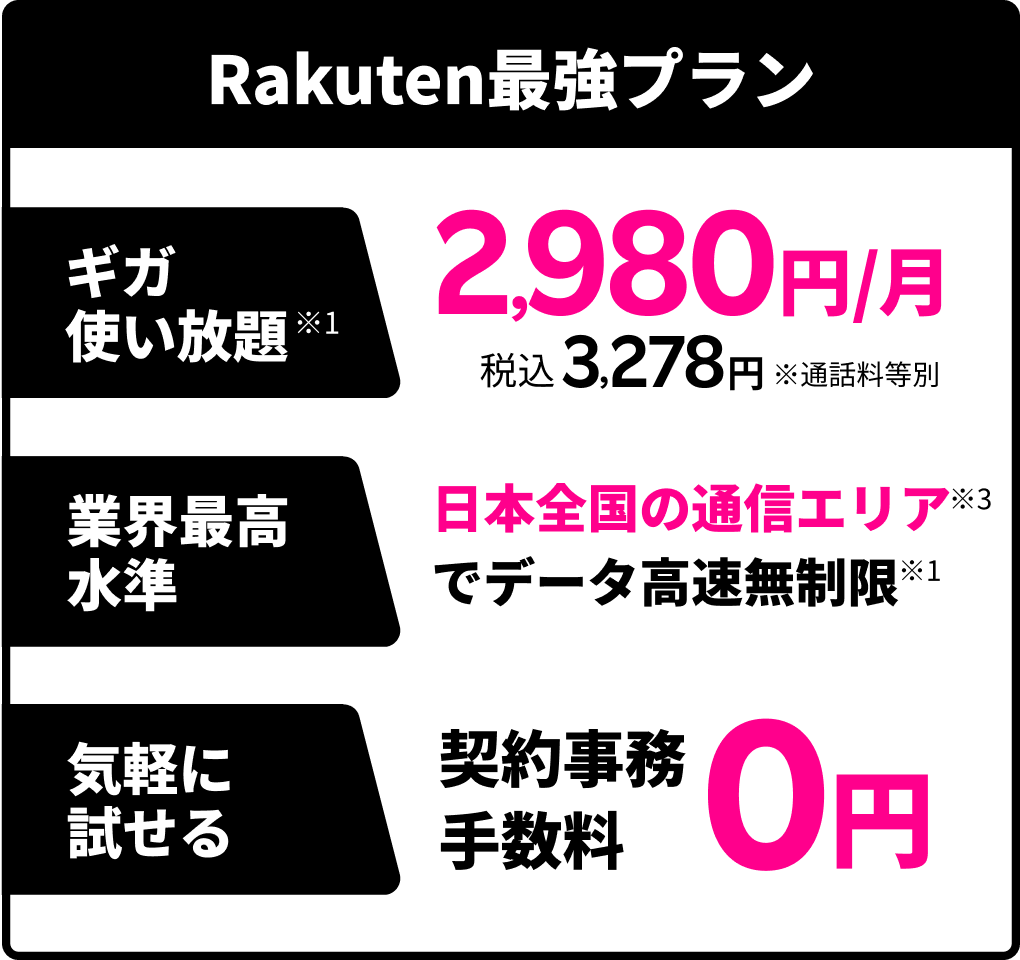 Rakuten最強プラン
ギガ
使い放題※1
2,980円/月
税込 3,278円 ※通話料等別
業界最高
水準
日本全国の通信エリア※3
でデータ高速無制限※1
気軽に
試せる
契約事務
手数料
0円